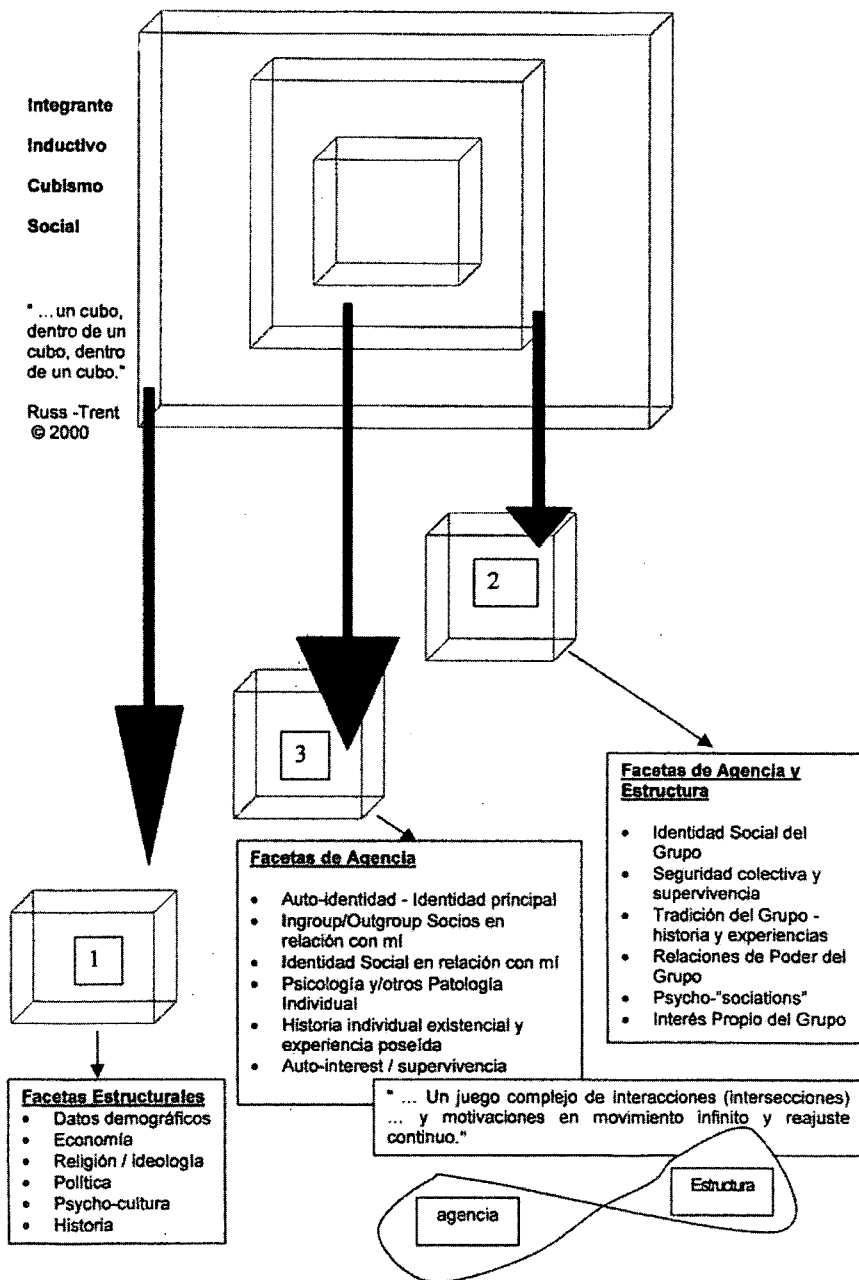 Integrante
Inductivo
Cubismo
Social
" ...un cubo,
dentro de un
cubo, dentro
de un cubo."
Russ -Trent
© 2000
2
3
1
Facetas de Agencia y
Estructura
• Identidad Social del
Grupo
• Seguridad colectiva y
supervivencia
• Tradición del Grupo -
historia y experiencias
• Relaciones de Poder del
Grupo
• Psycho-"sociations"
• Interés Propio del Grupo
Facetas de Agencia
• Auto-identidad - Identidad principal
• Ingroup/Outgroup Socios en
relación con mí
• Identidad Social en relación con mí
• Psicología y/otros Patología
Individual
• Historia individual existencial y
experiencia poseída
• Auto-interest / supervivencia
Facetas Estructurales
• Datos demográficos
• Economía
• Religión / ideología
• Política
• Psycho-cultura
• Historia
" ... Un juego complejo de interacciones (intersecciones)
... y motivaciones en movimiento infinito y reajuste
continuo."
agencia
Estructura